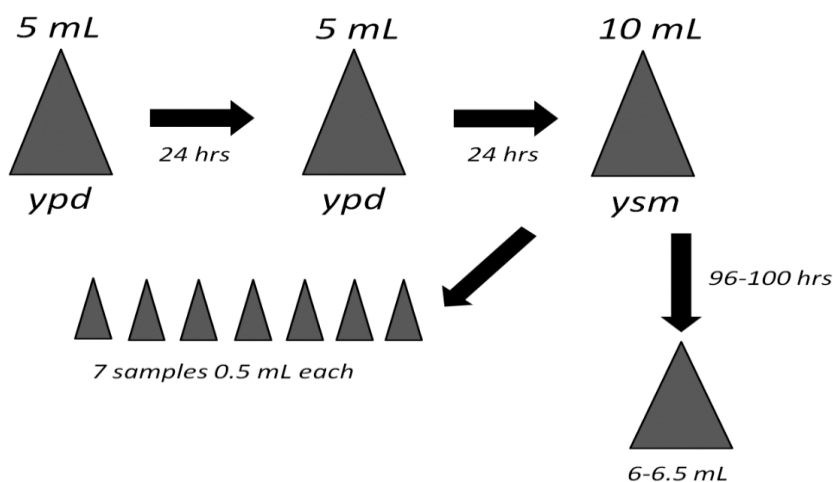 5 mL
5 mL
10 mL
24 hrs
24 hrs
ypd
ypd
ysm
96-100 hrs
7 samples 0.5 mL each
6-6.5 mL